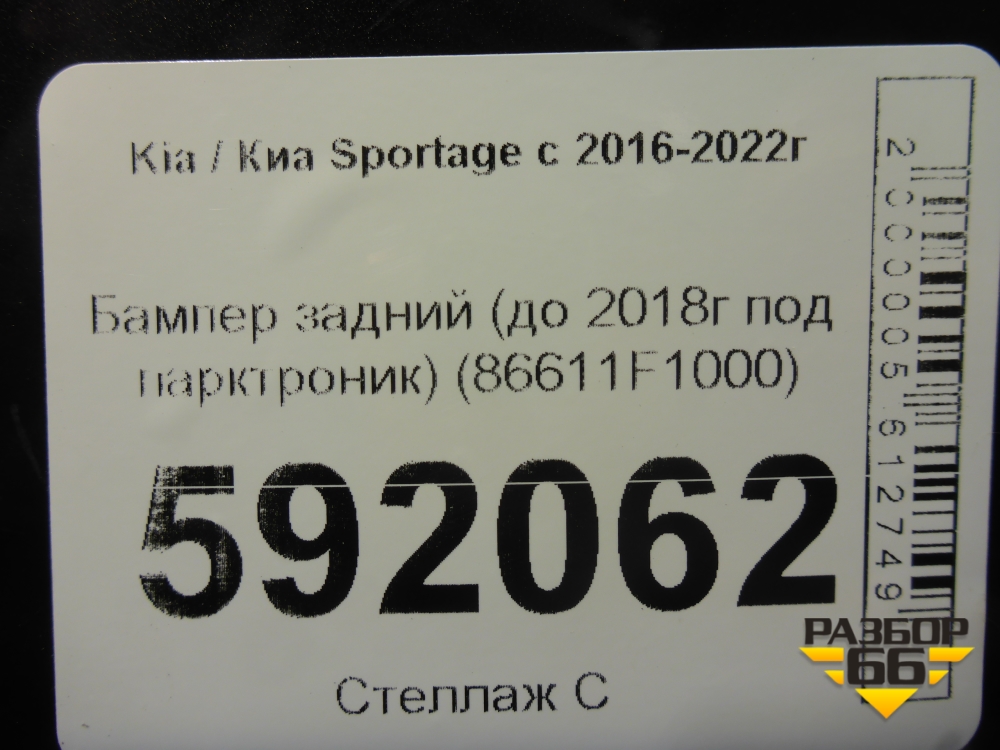 Kia / Киа Sportage с 2016-2022г
Бампер задний (до 2018г под
парктроник) (86611F1000)
592062
Стеллаж С
2000005612749
РАЗБОР
66